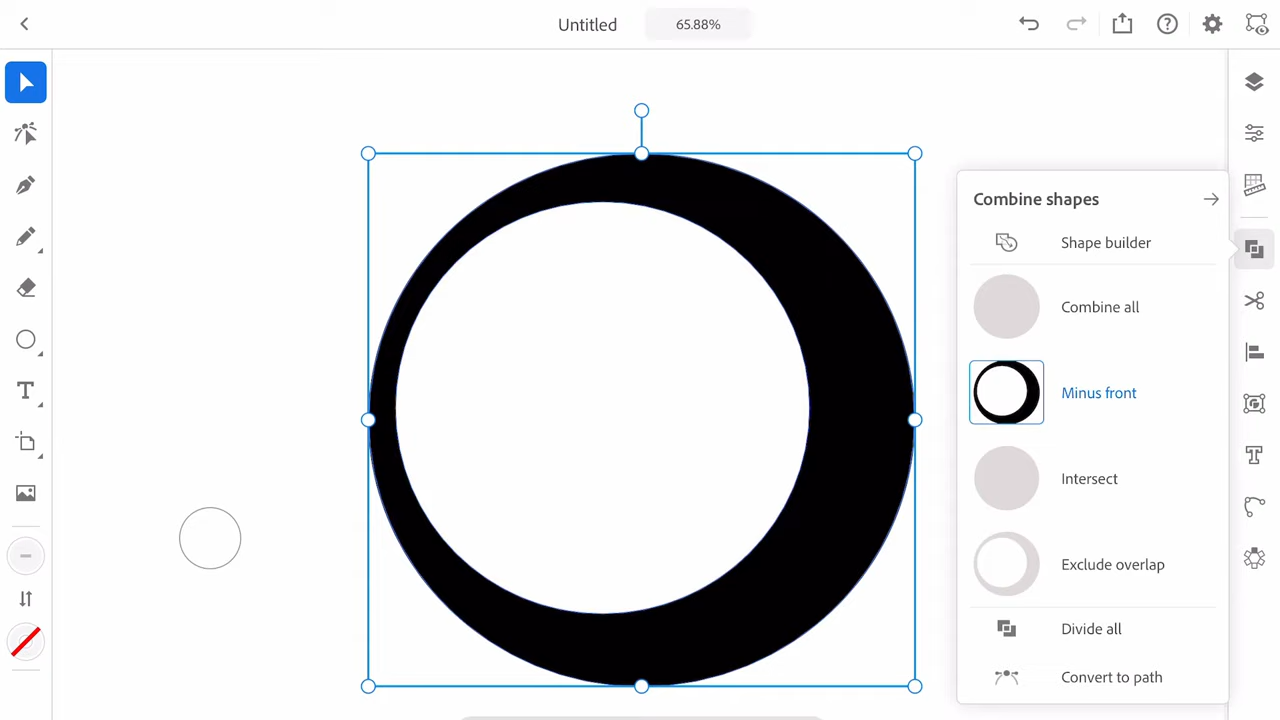 Untitled
65.88%
Combine shapes
Shape builder
Combine all
Minus front
Intersect
Exclude overlap
Divide all
Convert to path